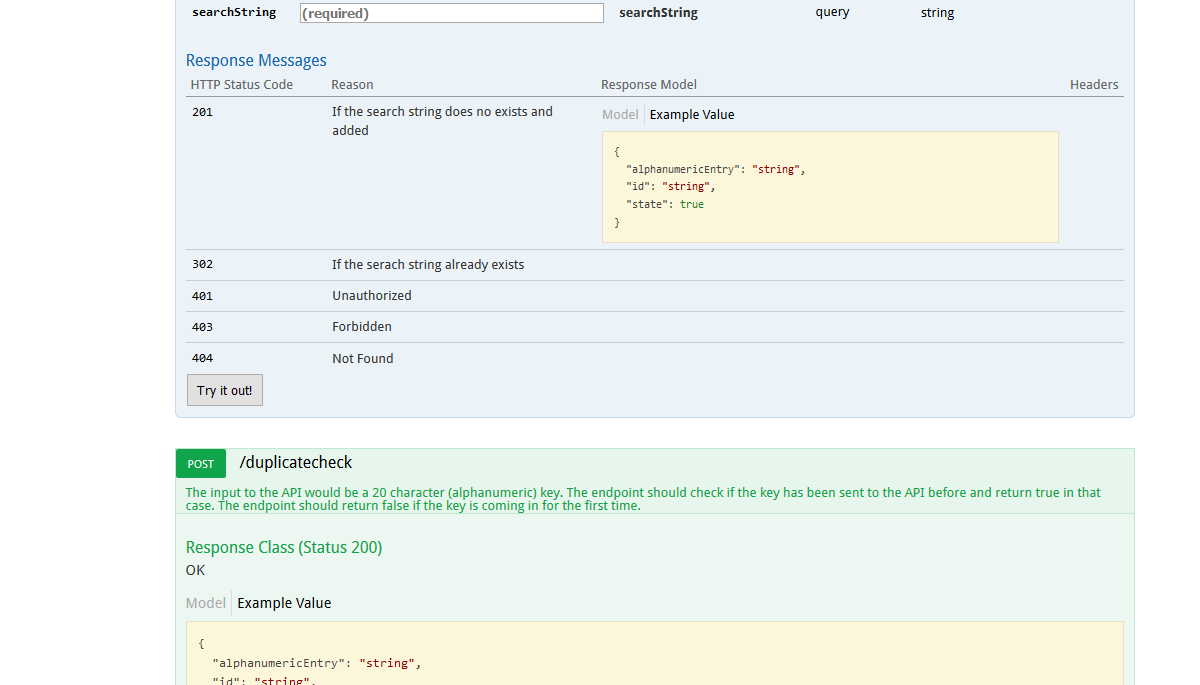 searchString (required) searchString query string
Response Messages
HTTP Status Code Reason Response Model Headers
201 If the search string does no exists and added Model Example Value
{
"alphanumericEntry": "string",
"id": "string",
"state": true
}
302 If the serach string already exists
401 Unauthorized
403 Forbidden
404 Not Found
Try it out!
POST /duplicatecheck
The input to the API would be a 20 character (alphanumeric) key. The endpoint should check if the key has been sent to the API before and return true in that
case. The endpoint should return false if the key is coming in for the first time.
Response Class (Status 200)
OK
Model Example Value
{
"alphanumericEntry": "string",
"id": "string",